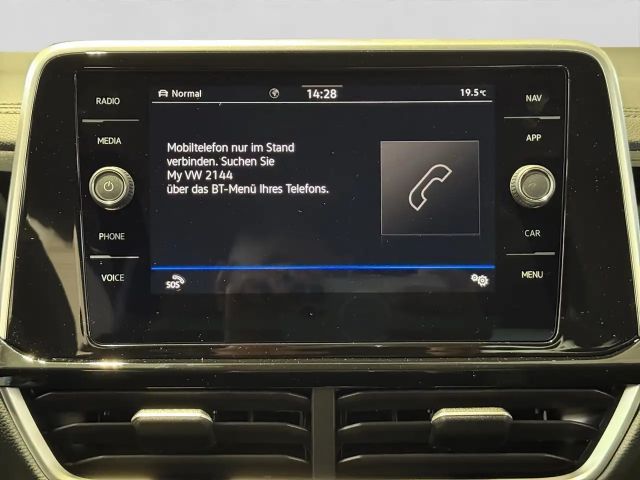 RADIO
MEDIA
PHONE
VOICE
Normal 14:28 19.5°C
Mobiltelefon nur im Stand
verbinden. Suchen Sie
My VW 2144
über das BT-Menü Ihres Telefons.
SOS
NAV
APP
CAR
MENU